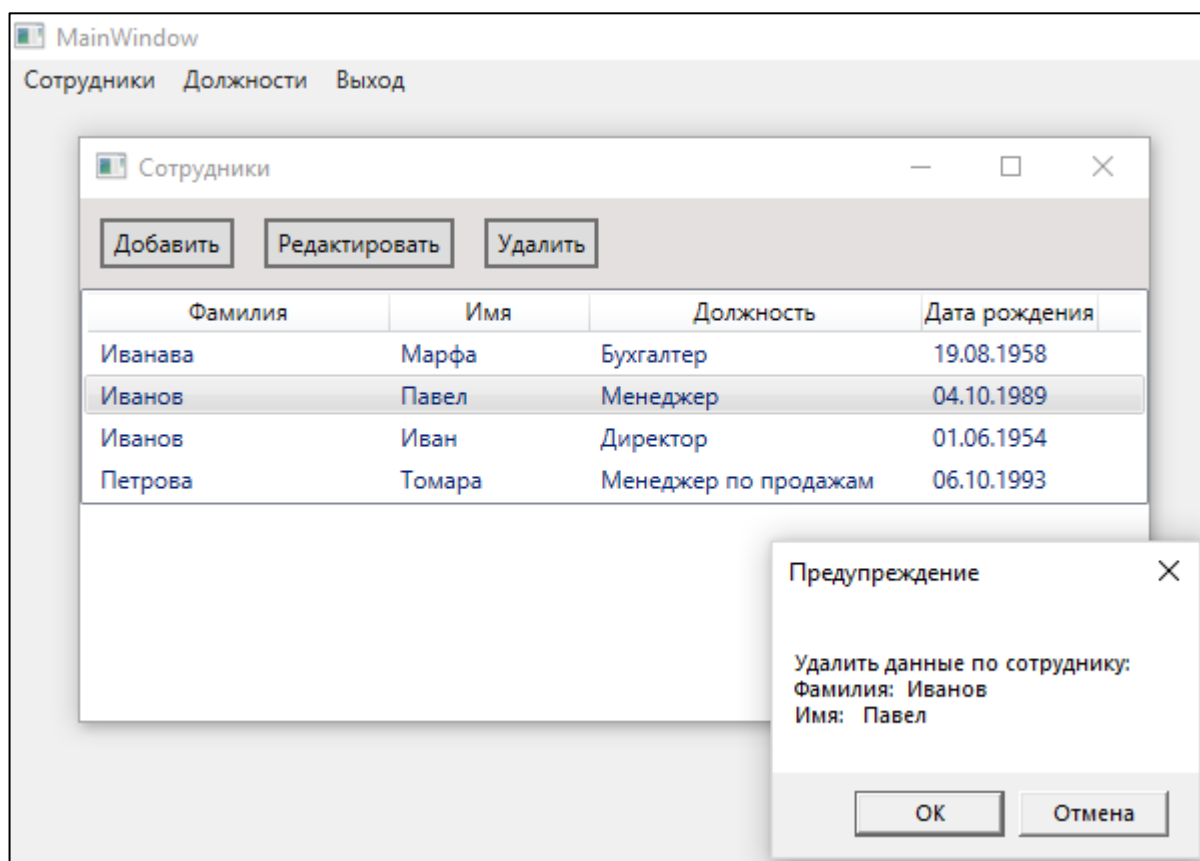 MainWindow
Сотрудники Должности Выход
Сотрудники
Добавить Редактировать Удалить
Фамилия Имя Должность Дата рождения
Иванава Марфа Бухгалтер 19.08.1958
Иванов Павел Менеджер 04.10.1989
Иванов Иван Директор 01.06.1954
Петрова Томара Менеджер по продажам 06.10.1993
Предупреждение
Удалить данные по сотруднику:
Фамилия: Иванов
Имя: Павел
ОК Отмена